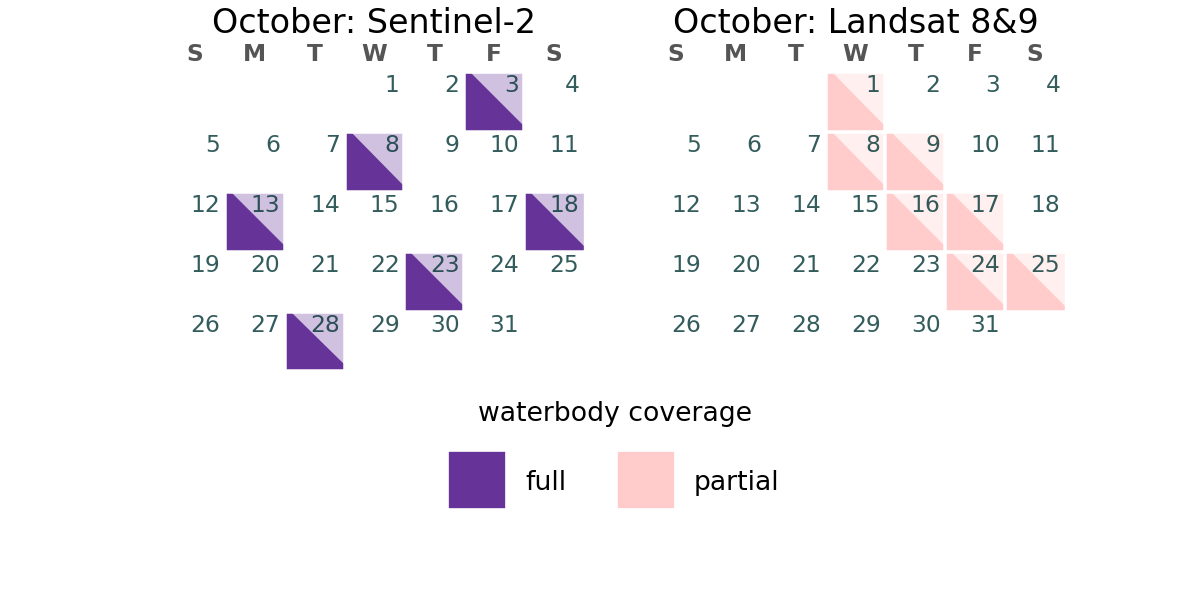 October: Sentinel-2
S M T W T F S
1 2 3 4
5 6 7 8 9 10 11
12 13 14 15 16 17 18
19 20 21 22 23 24 25
26 27 28 29 30 31
October: Landsat 8&9
S M T W T F S
1 2 3 4
5 6 7 8 9 10 11
12 13 14 15 16 17 18
19 20 21 22 23 24 25
26 27 28 29 30 31
waterbody coverage
full
partial